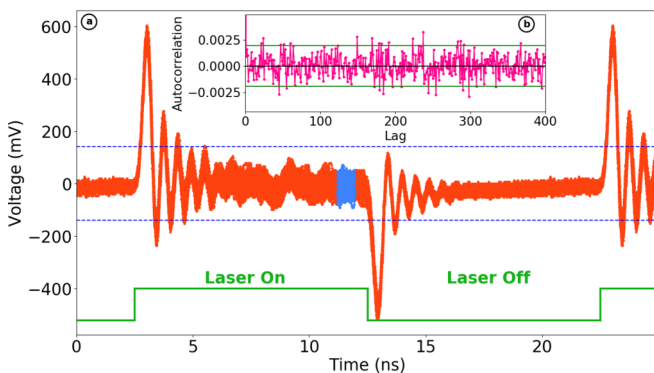 a
b
600
400
200
0
−200
−400
Voltage (mV)
0.0025
0.0000
−0.0025
Autocorrelation
0
100
200
300
400
Lag
Laser On
Laser Off
0
5
10
15
20
Time (ns)